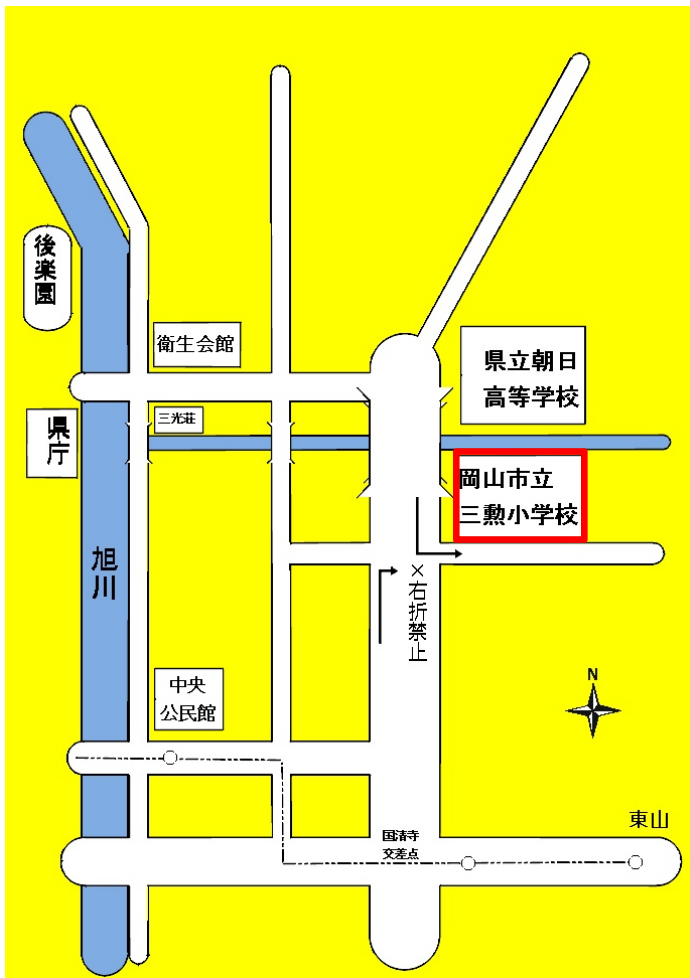 後楽園
衛生会館
県立朝日
高等学校
三光荘
県庁
岡山市立
三勲小学校
旭川
×右折禁止
中央
公民館
N
東山
国清寺
交差点